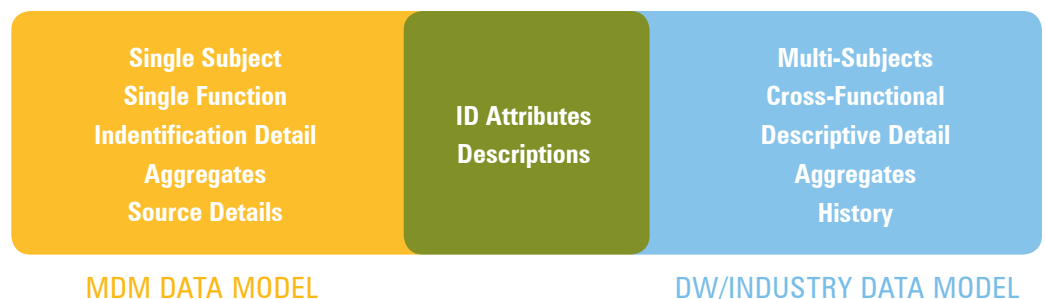 Single Subject
Single Function
Indentification Detail
Aggregates
Source Details
ID Attributes
Descriptions
Multi-Subjects
Cross-Functional
Descriptive Detail
Aggregates
History
MDM DATA MODEL
DW/INDUSTRY DATA MODEL